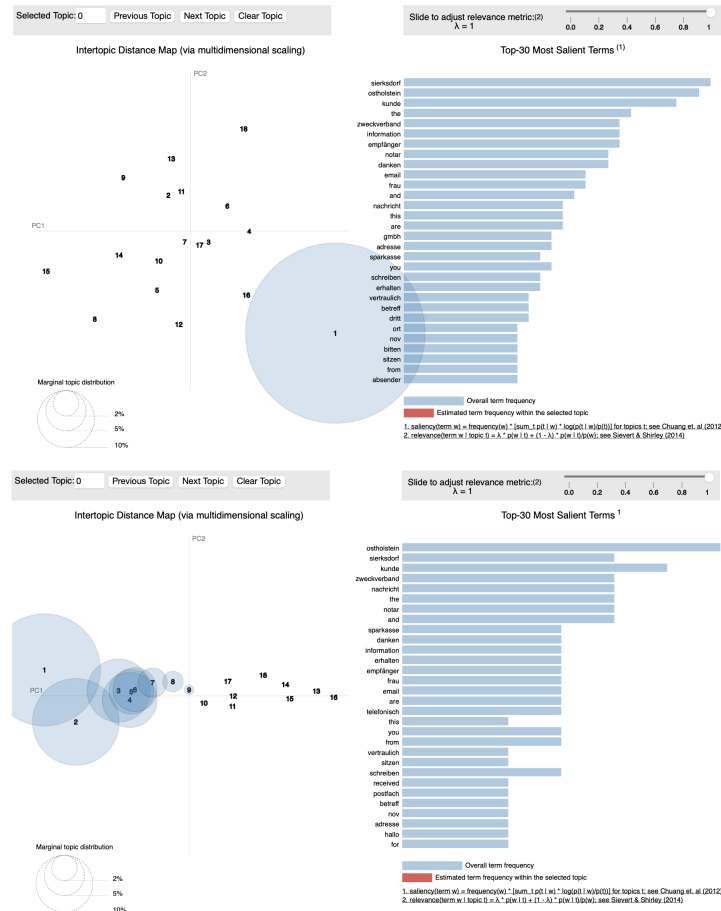 Selected Topic: 0 Previous Topic Next Topic Clear Topic
Slide to adjust relevance metric:(2)
λ = 1
0.0 0.2 0.4 0.6 0.8 1
Intertopic Distance Map (via multidimensional scaling)
PC2
PC1
18
13
9
2
11
6
4
7
17
3
14
10
15
5
16
8
12
1
Marginal topic distribution
2%
5%
10%
Top-30 Most Salient Terms (1)
sierksdorf
ostholstein
kunde
the
zweckverband
information
empfänger
notar
danken
email
frau
and
nachricht
this
are
gmbh
adresse
sparkasse
you
schreiben
erhalten
vertraulich
betreff
dritt
ort
nov
bitten
sitzen
from
absender
Overall term frequency
Estimated term frequency within the selected topic
1. saliency(term w) = frequency(w) * [sum_t p(t | w) * log(p(t | w)/p(t))] for topics t; see Chuang et. al (2012
2. relevance(term w | topic t) = λ * p(w | t) + (1 - λ) * p(w | t)/p(w); see Sievert & Shirley (2014)
Selected Topic: 0 Previous Topic Next Topic Clear Topic
Slide to adjust relevance metric:(2)
λ = 1
0.0 0.2 0.4 0.6 0.8 1
Intertopic Distance Map (via multidimensional scaling)
PC2
PC1
1
2
3
4
5
6
7
8
9
10
11
12
17
18
14
15
13
16
Marginal topic distribution
2%
5%
10%
Top-30 Most Salient Terms 1
ostholstein
sierksdorf
kunde
zweckverband
nachricht
the
notar
and
sparkasse
danken
information
erhalten
empfänger
frau
email
are
telefonisch
this
you
from
vertraulich
sitzen
schreiben
received
postfach
betreff
nov
adresse
hallo
for
Overall term frequency
Estimated term frequency within the selected topic
1. saliency(term w) = frequency(w) * [sum_t p(t | w) * log(p(t | w)/p(t))] for topics t; see Chuang et. al (2012)
2. relevance(term w | topic t) = λ * p(w | t) + (1 - λ) * p(w | t)/p(w); see Sievert & Shirley (2014)